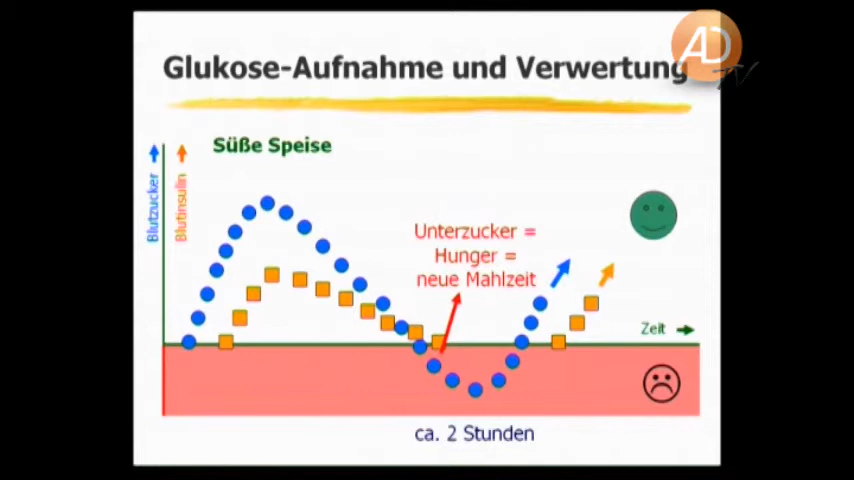 AD
TV
Glukose-Aufnahme und Verwertung
Süße Speise
Blutzucker
Blutinsulin
Unterzucker =
Hunger =
neue Mahlzeit
Zeit
ca. 2 Stunden